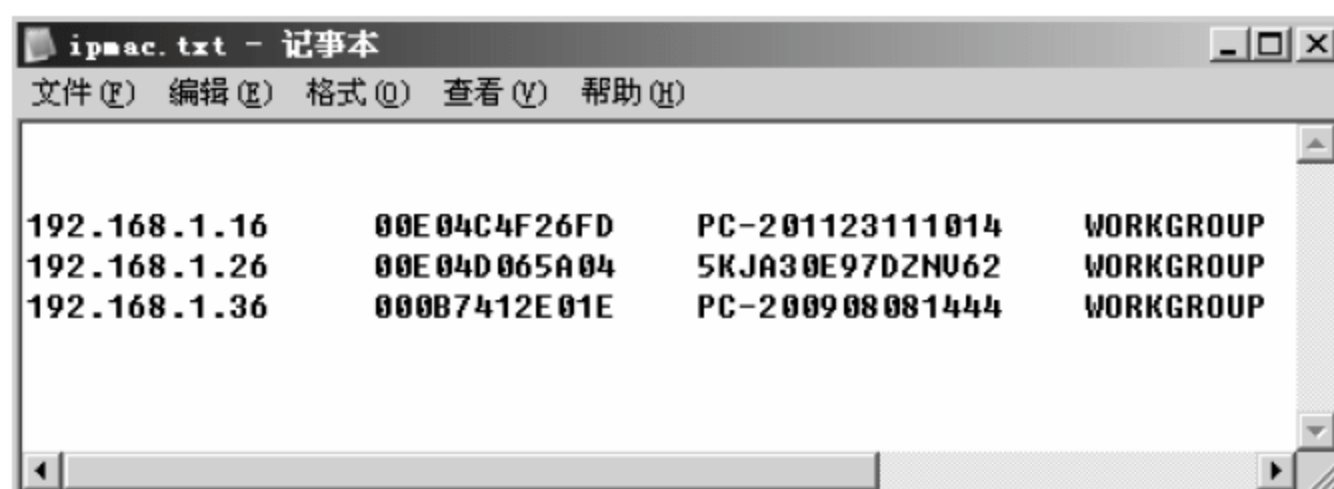 ipmac.txt - 记事本
文件(F) 编辑(E) 格式(O) 查看(V) 帮助(H)
192.168.1.16 00E04C4F26FD PC-201123111014 WORKGROUP
192.168.1.26 00E04D065A04 5KJA30E97DZNV62 WORKGROUP
192.168.1.36 000B7412E01E PC-200908081444 WORKGROUP